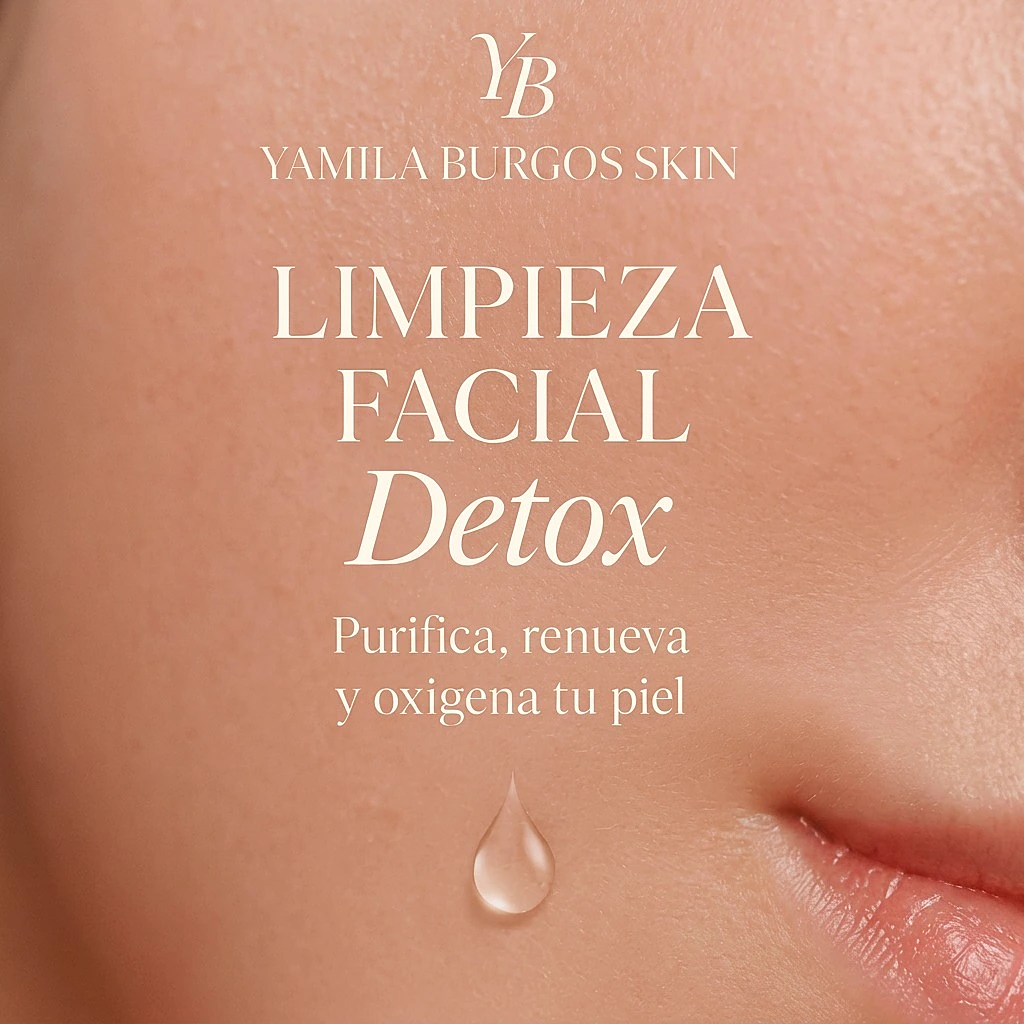 YB
YAMILA BURGOS SKIN
LIMPIEZA
FACIAL
Detox
Purifica, renueva
y oxigena tu piel